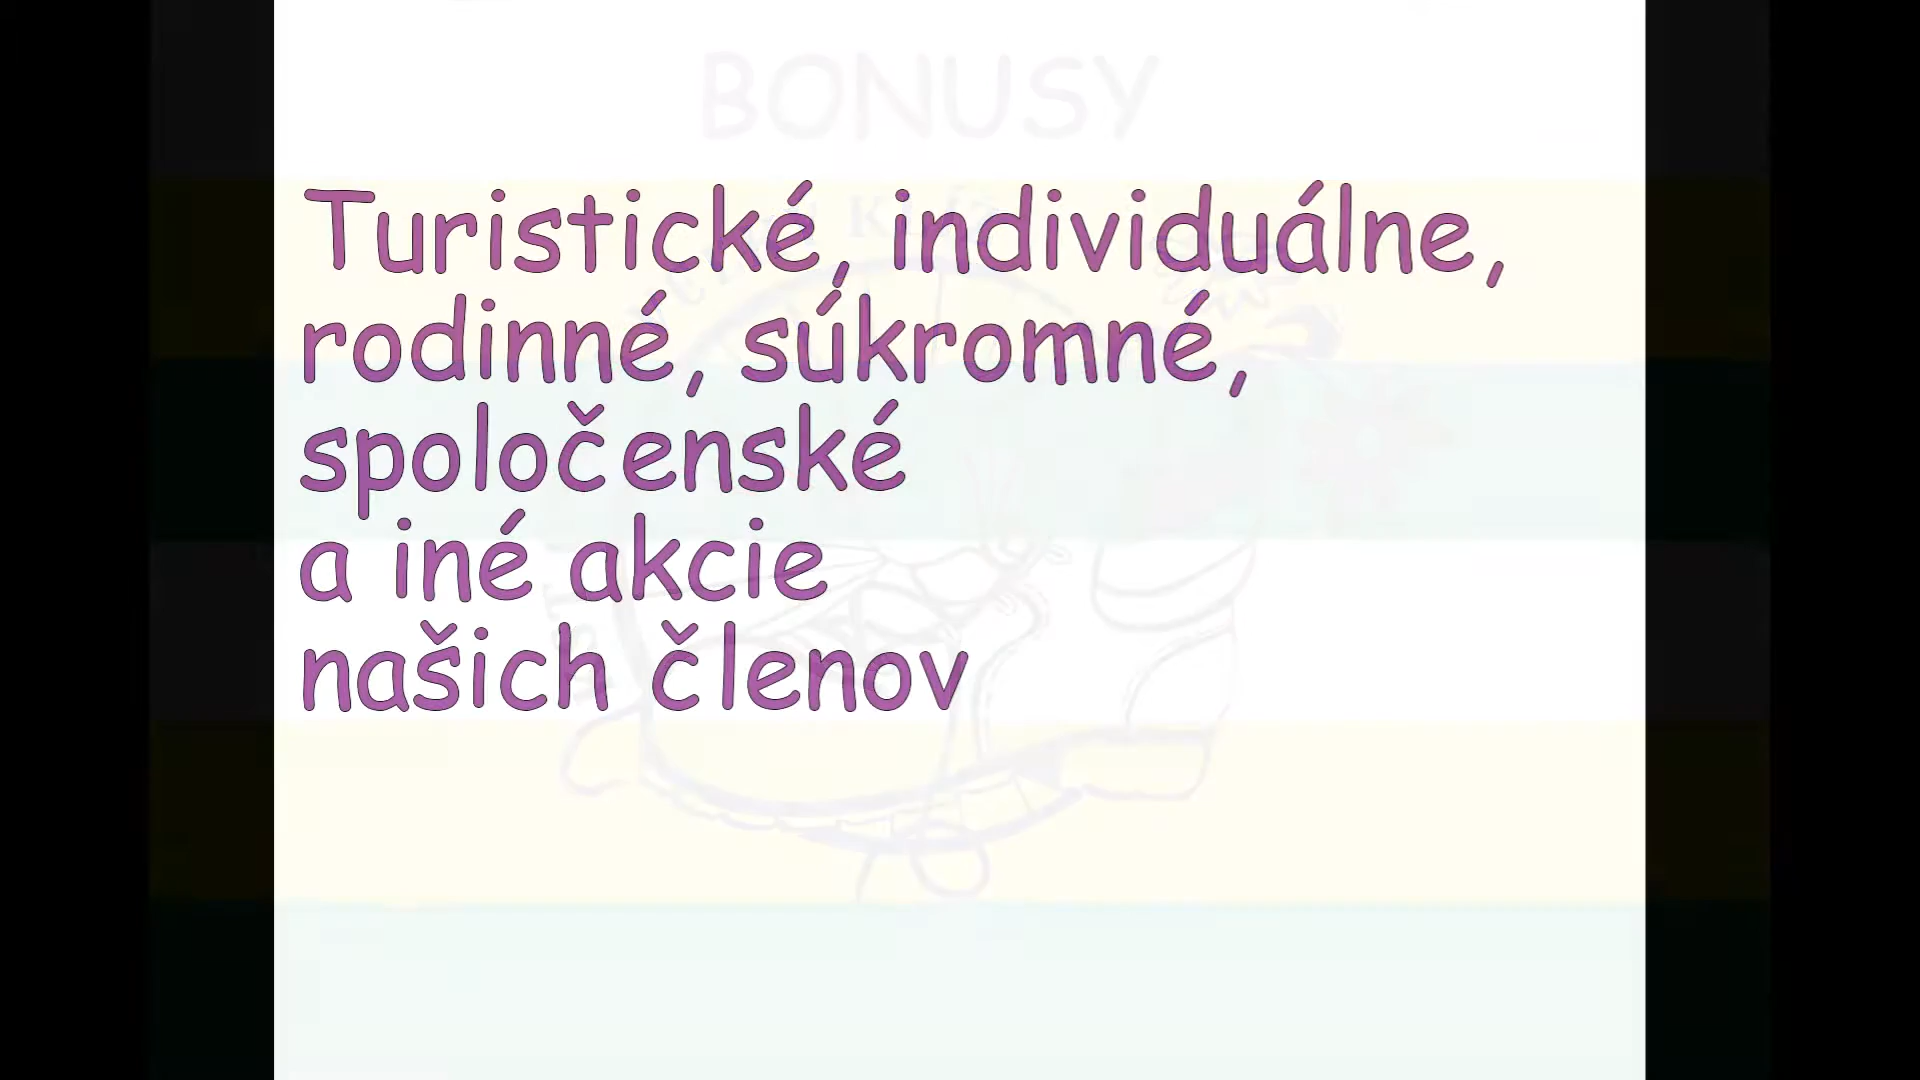 BONUSY
Turistické, individuálne,
rodinné, súkromné,
spoločenské
a iné akcie
našich členov